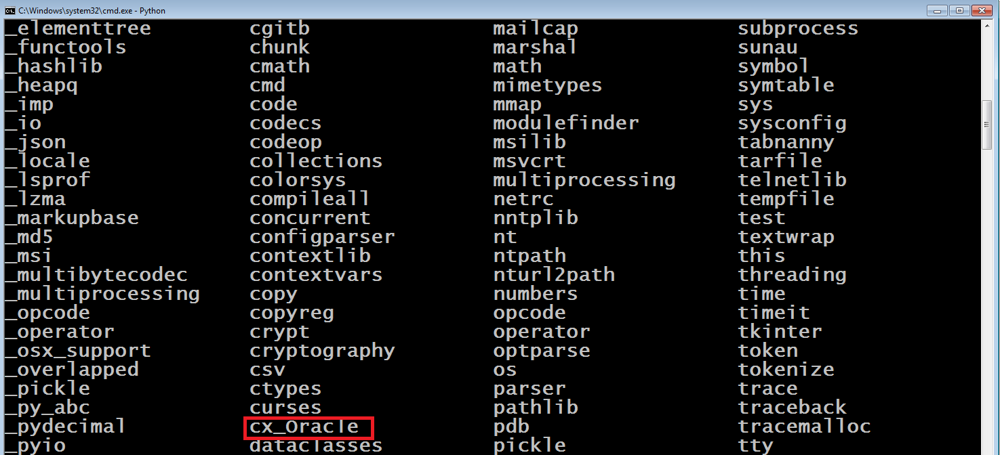 C:\Windows\system32\cmd.exe - Python
_elementtree cgitb mailcap subprocess
_functools chunk marshal sunau
_hashlib cmath math symbol
_heapq cmd mimetypes symtable
_imp code mmap sys
_io codecs modulefinder sysconfig
_json codeop msilib tabnanny
_locale collections msvcrt tarfile
_lsprof colorsys multiprocessing telnetlib
_lzma compileall netrc tempfile
_markupbase concurrent nntplib test
_md5 configparser nt textwrap
_msi contextlib ntpath this
_multibytecodec contextvars nturl2path threading
_multiprocessing copy numbers time
_opcode copyreg opcode timeit
_operator crypt operator tkinter
_osx_support cryptography optparse token
_overlapped csv os tokenize
_pickle ctypes parser trace
_py_abc curses pathlib traceback
_pydecimal cx_Oracle pdb tracemalloc
_pyio dataclasses pickle tty